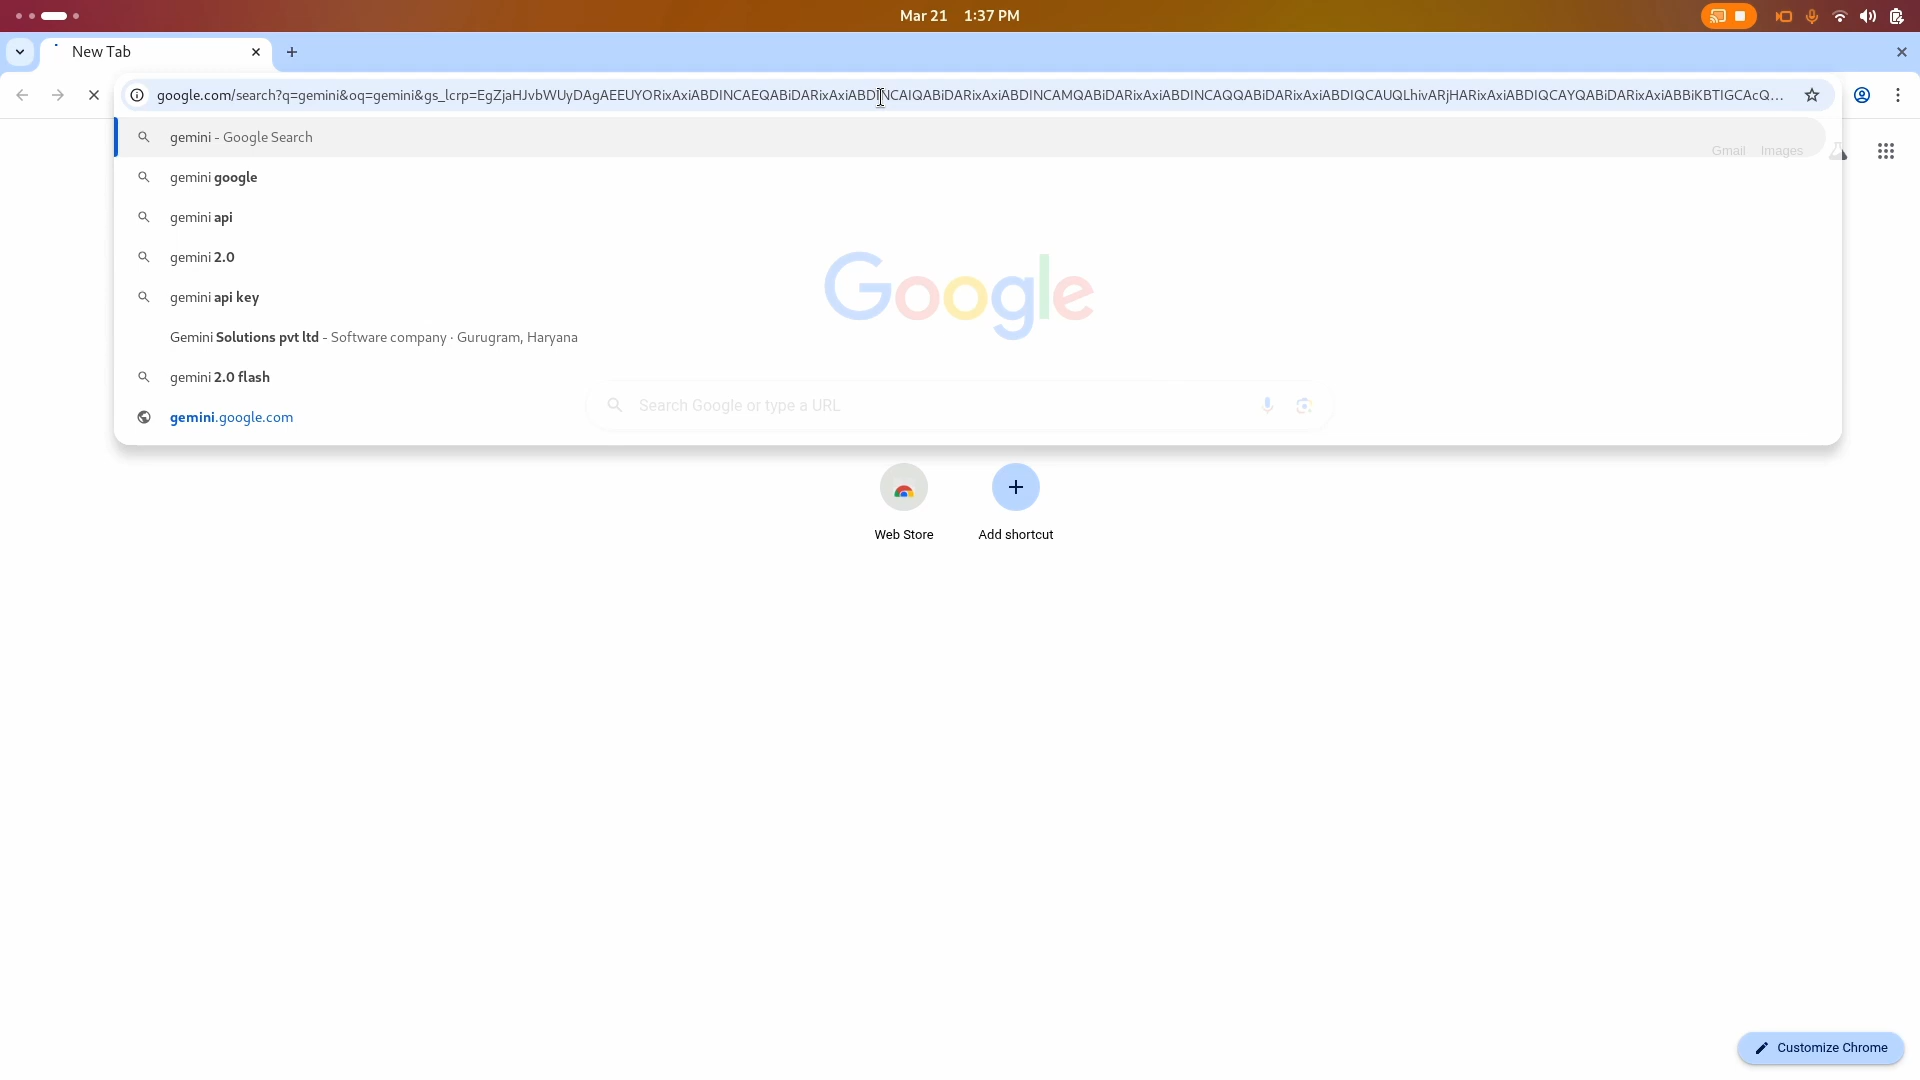 Mar 21 1:37 PM
New Tab
google.com/search?q=gemini&oq=gemini&gs_lcrp=EgZjaHJvbWUyDAgAEEUYORixAxiABDINCAEQABiDARixAxiABDINCAIQABiDARixAxiABDINCAMQABiDARixAxiABDINCAQQABiDARixAxiABDIQCAUQLhivARjHARixAxiABDIQCAYQABiDARixAxiABBiKBTIGCAcQ...
gemini - Google Search
Gmail Images
gemini google
gemini api
gemini 2.0
gemini api key
Google
Gemini Solutions pvt ltd - Software company · Gurugram, Haryana
gemini 2.0 flash
Search Google or type a URL
gemini.google.com
Web Store
Add shortcut
Customize Chrome